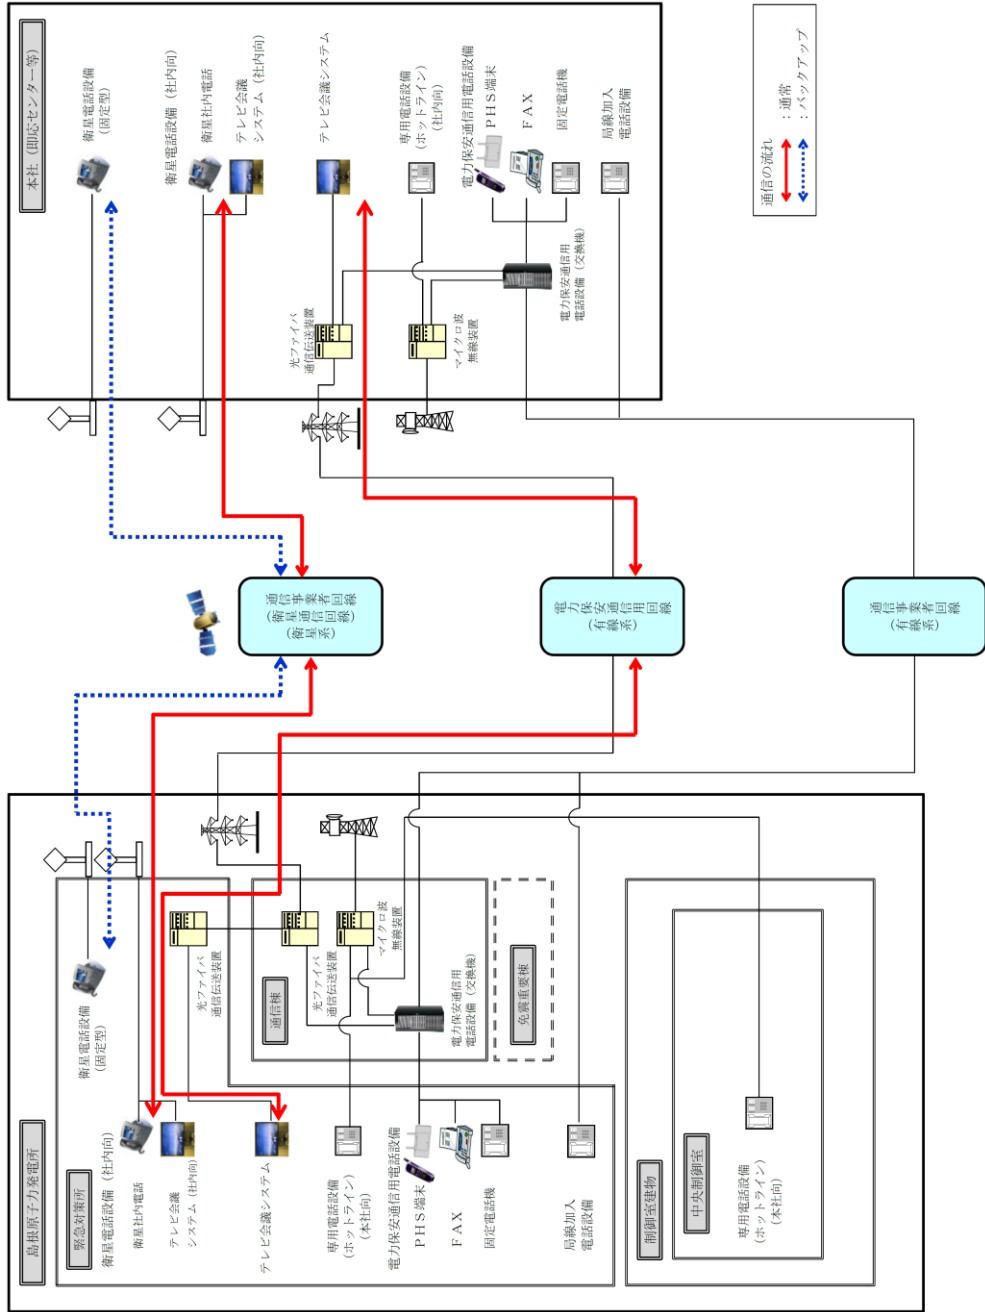 島根原子力発電所
緊急対策所
衛星電話設備
(固定型)
衛星電話設備 (社内向)
衛星社内電話
テレビ会議
システム (社内向)
テレビ会議システム
専用電話設備
(ホットライン)
(本社向)
電力保安通信用電話設備
PHS端末
FAX
固定電話機
局線加入
電話設備
光ファイバ
通信伝送装置
通信棟
光ファイバ
通信伝送装置
マイクロ波
無線装置
電力保安通信用
電話設備 (交換機)
免震重要棟
制御室建物
中央制御室
専用電話設備
(ホットライン)
(本社向)
通信事業者回線
(衛星通信回線)
(衛星系)
電力保安通信用回線
(有線系)
通信事業者回線
(有線系)
本社 (即応センター等)
衛星電話設備
(固定型)
衛星電話設備 (社内向)
衛星社内電話
テレビ会議
システム (社内向)
テレビ会議システム
専用電話設備
(ホットライン)
(社内向)
電力保安通信用電話設備
PHS端末
FAX
固定電話機
局線加入
電話設備
光ファイバ
通信伝送装置
マイクロ波
無線装置
電力保安通信用
電話設備 (交換機)
通信の流れ
:通常
:バックアップ